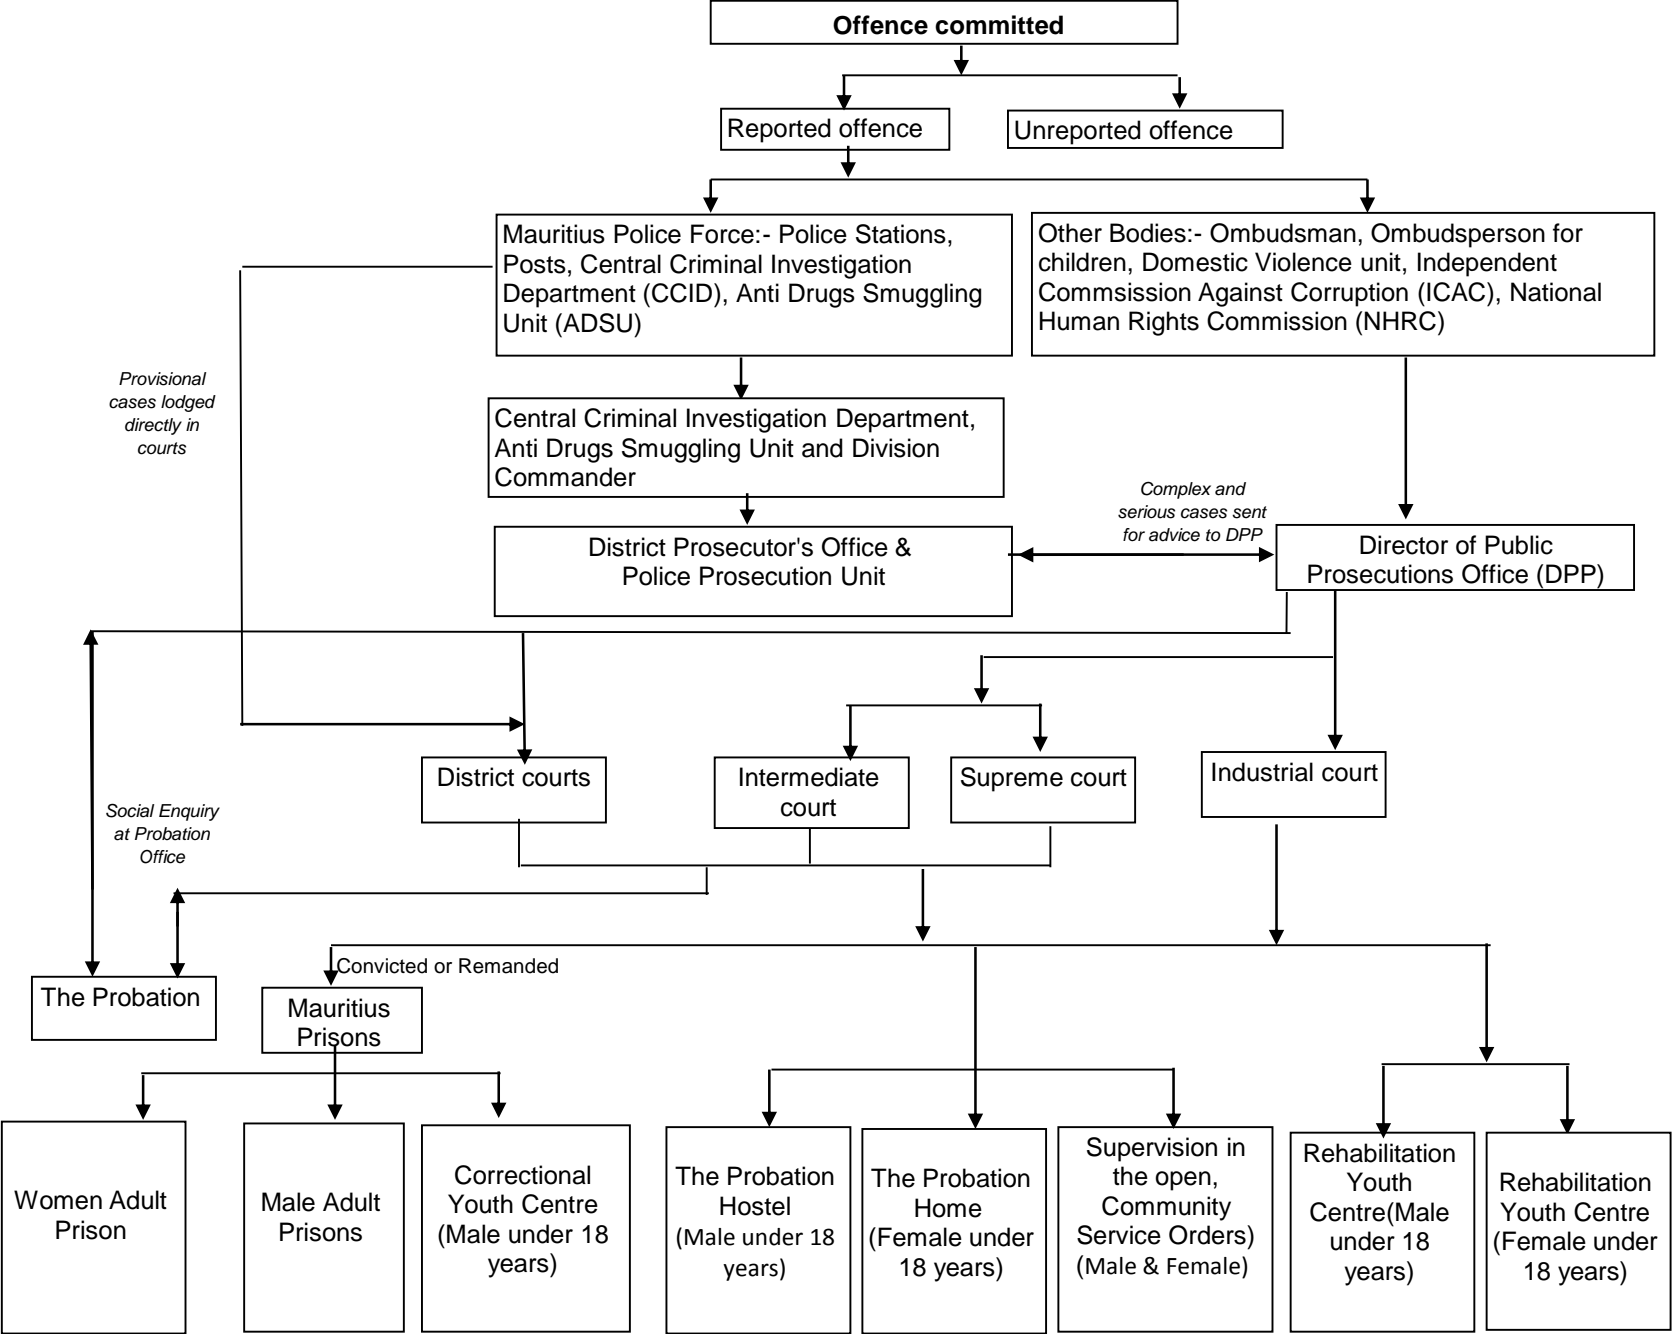 Offence committed
Reported offence
Unreported offence
Mauritius Police Force:- Police Stations,
Posts, Central Criminal Investigation
Department (CCID), Anti Drugs Smuggling
Unit (ADSU)
Other Bodies:- Ombudsman, Ombudsperson for
children, Domestic Violence unit, Independent
Commsission Against Corruption (ICAC), National
Human Rights Commission (NHRC)
Provisional
cases lodged
directly in
courts
Central Criminal Investigation Department,
Anti Drugs Smuggling Unit and Division
Commander
Complex and
serious cases sent
for advice to DPP
District Prosecutor's Office &
Police Prosecution Unit
Director of Public
Prosecutions Office (DPP)
District courts
Intermediate
court
Supreme court
Industrial court
Social Enquiry
at Probation
Office
Convicted or Remanded
The Probation
Mauritius
Prisons
Women Adult
Prison
Male Adult
Prisons
Correctional
Youth Centre
(Male under 18
years)
The Probation
Hostel
(Male under 18
years)
The Probation
Home
(Female under
18 years)
Supervision in
the open,
Community
Service Orders)
(Male & Female)
Rehabilitation
Youth
Centre(Male
under 18
years)
Rehabilitation
Youth Centre
(Female under
18 years)